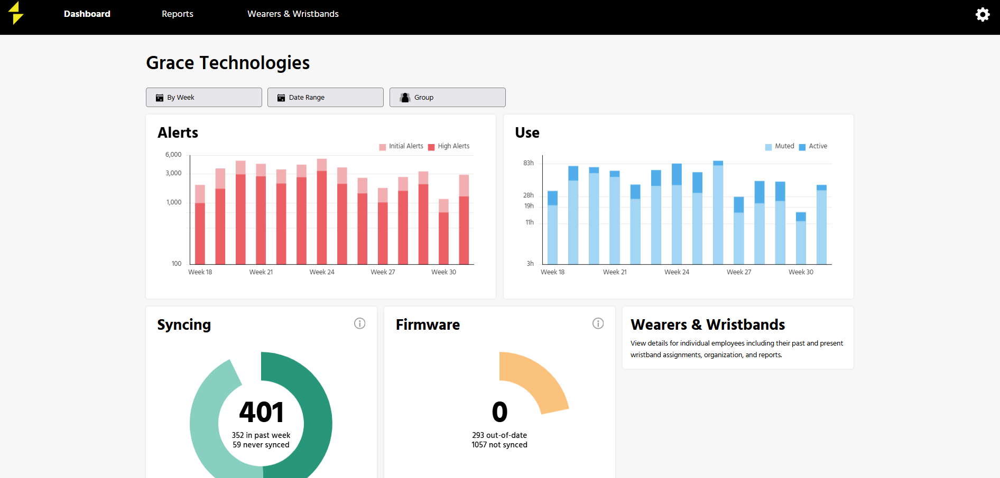 Dashboard
Reports
Wearers & Wristbands
Grace Technologies
By Week
Date Range
Group
Alerts
Initial Alerts
High Alerts
6,000
3,000
1,000
100
Week 18
Week 21
Week 24
Week 27
Week 30
Use
Muted
Active
83h
28h
19h
11h
3h
Week 18
Week 21
Week 24
Week 27
Week 30
Syncing
401
352 in past week
59 never synced
Firmware
0
293 out-of-date
1057 not synced
Wearers & Wristbands
View details for individual employees including their past and present
wristband assignments, organization, and reports.